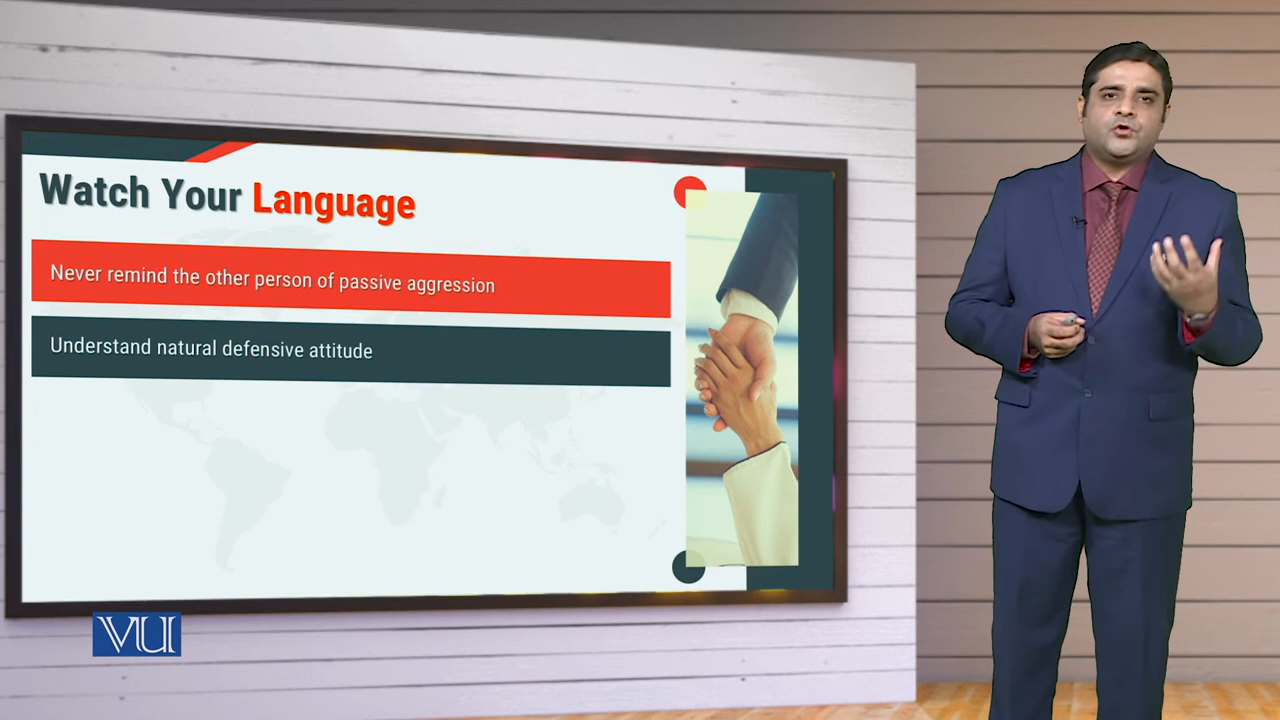 Watch Your Language
Never remind the other person of passive aggression
Understand natural defensive attitude
VU